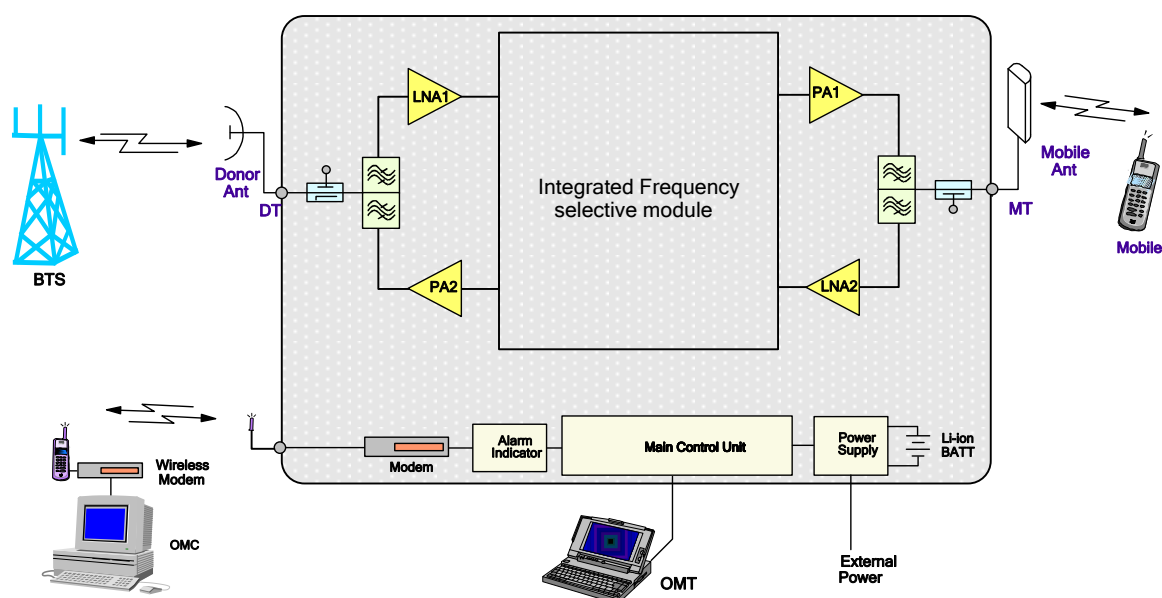 LNA1
PA1
Donor
Ant
DT
Integrated Frequency
selective module
Mobile
Ant
MT
Mobile
BTS
PA2
LNA2
Wireless
Modem
OMC
Modem
Alarm
Indicator
Main Control Unit
Power
Supply
Li-ion
BATT
OMT
External
Power